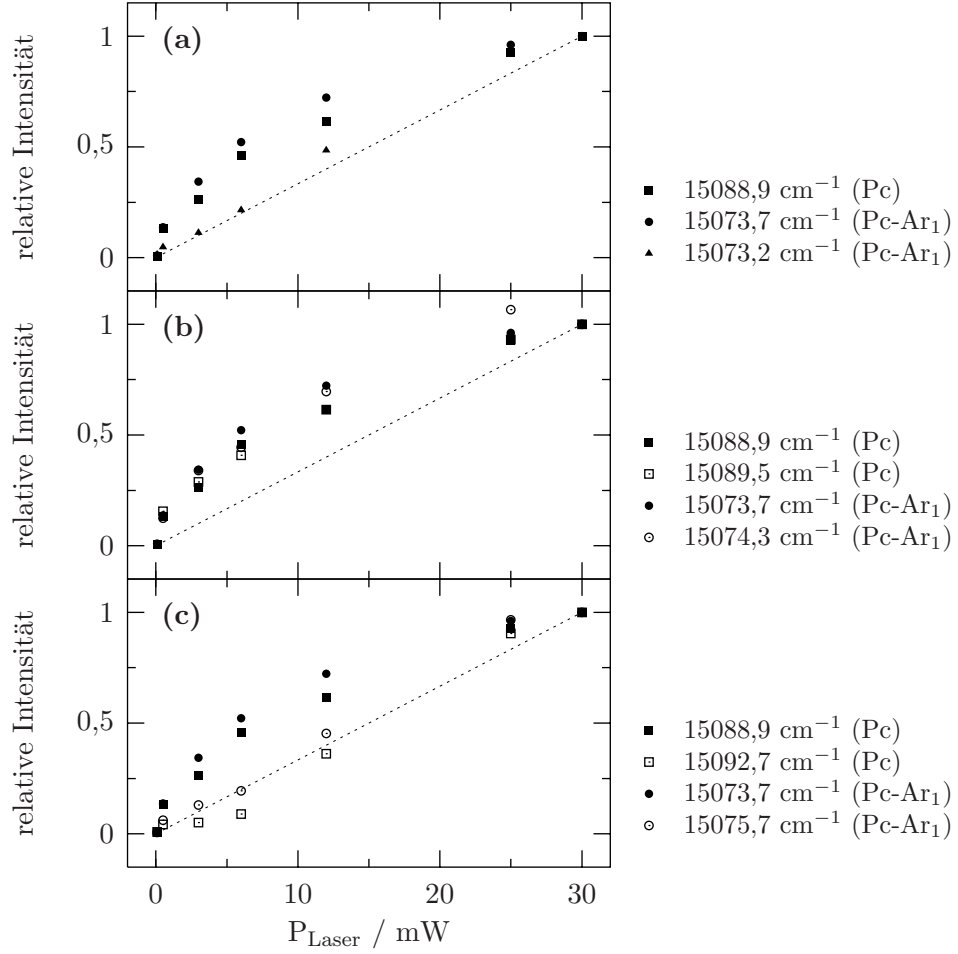 (a)
1
0,5
0
relative Intensität
15088,9 cm⁻¹ (Pc)
15073,7 cm⁻¹ (Pc-Ar₁)
15073,2 cm⁻¹ (Pc-Ar₁)
(b)
1
0,5
0
relative Intensität
15088,9 cm⁻¹ (Pc)
15089,5 cm⁻¹ (Pc)
15073,7 cm⁻¹ (Pc-Ar₁)
15074,3 cm⁻¹ (Pc-Ar₁)
(c)
1
0,5
0
relative Intensität
15088,9 cm⁻¹ (Pc)
15092,7 cm⁻¹ (Pc)
15073,7 cm⁻¹ (Pc-Ar₁)
15075,7 cm⁻¹ (Pc-Ar₁)
0 10 20 30
P_Laser / mW